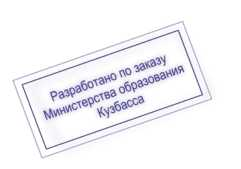 Разработано по заказу
Министерства образования
Кузбасса